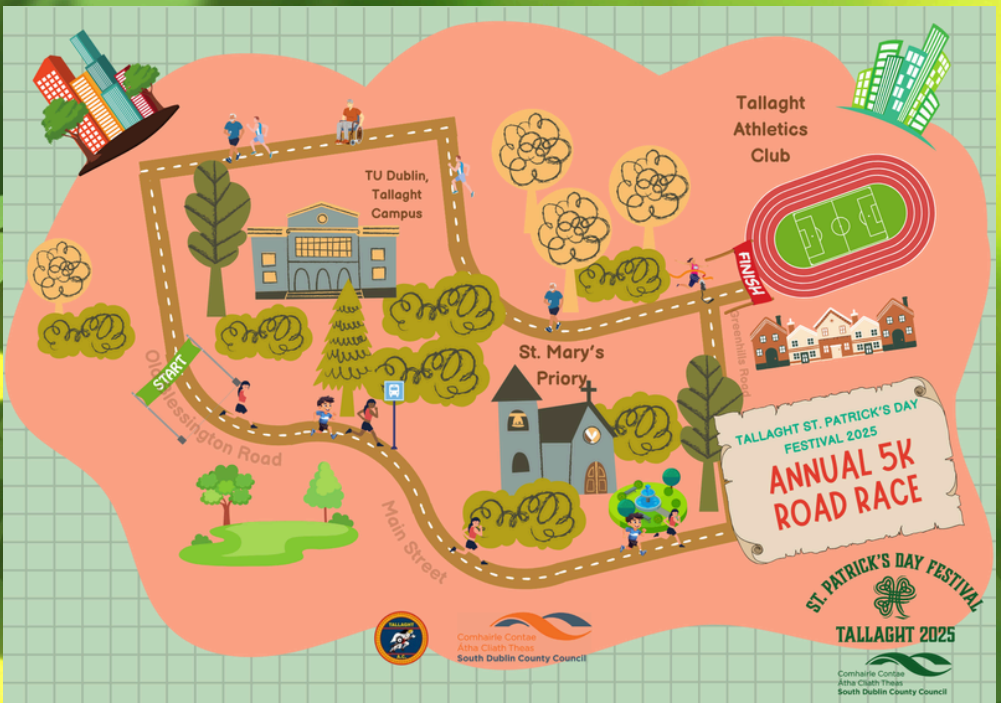 Tallaght
Athletics
Club
TU Dublin,
Tallaght
Campus
FINISH
Greenhills Road
START
Old Blessington Road
St. Mary's
Priory
Main Street
TALLAGHT ST. PATRICK'S DAY
FESTIVAL 2025
ANNUAL 5K
ROAD RACE
ST. PATRICK'S DAY FESTIVAL
TALLAGHT 2025
TALLAGHT
A.C.
Comhairle Contae
Átha Cliath Theas
South Dublin County Council
Comhairle Contae
Átha Cliath Theas
South Dublin County Council